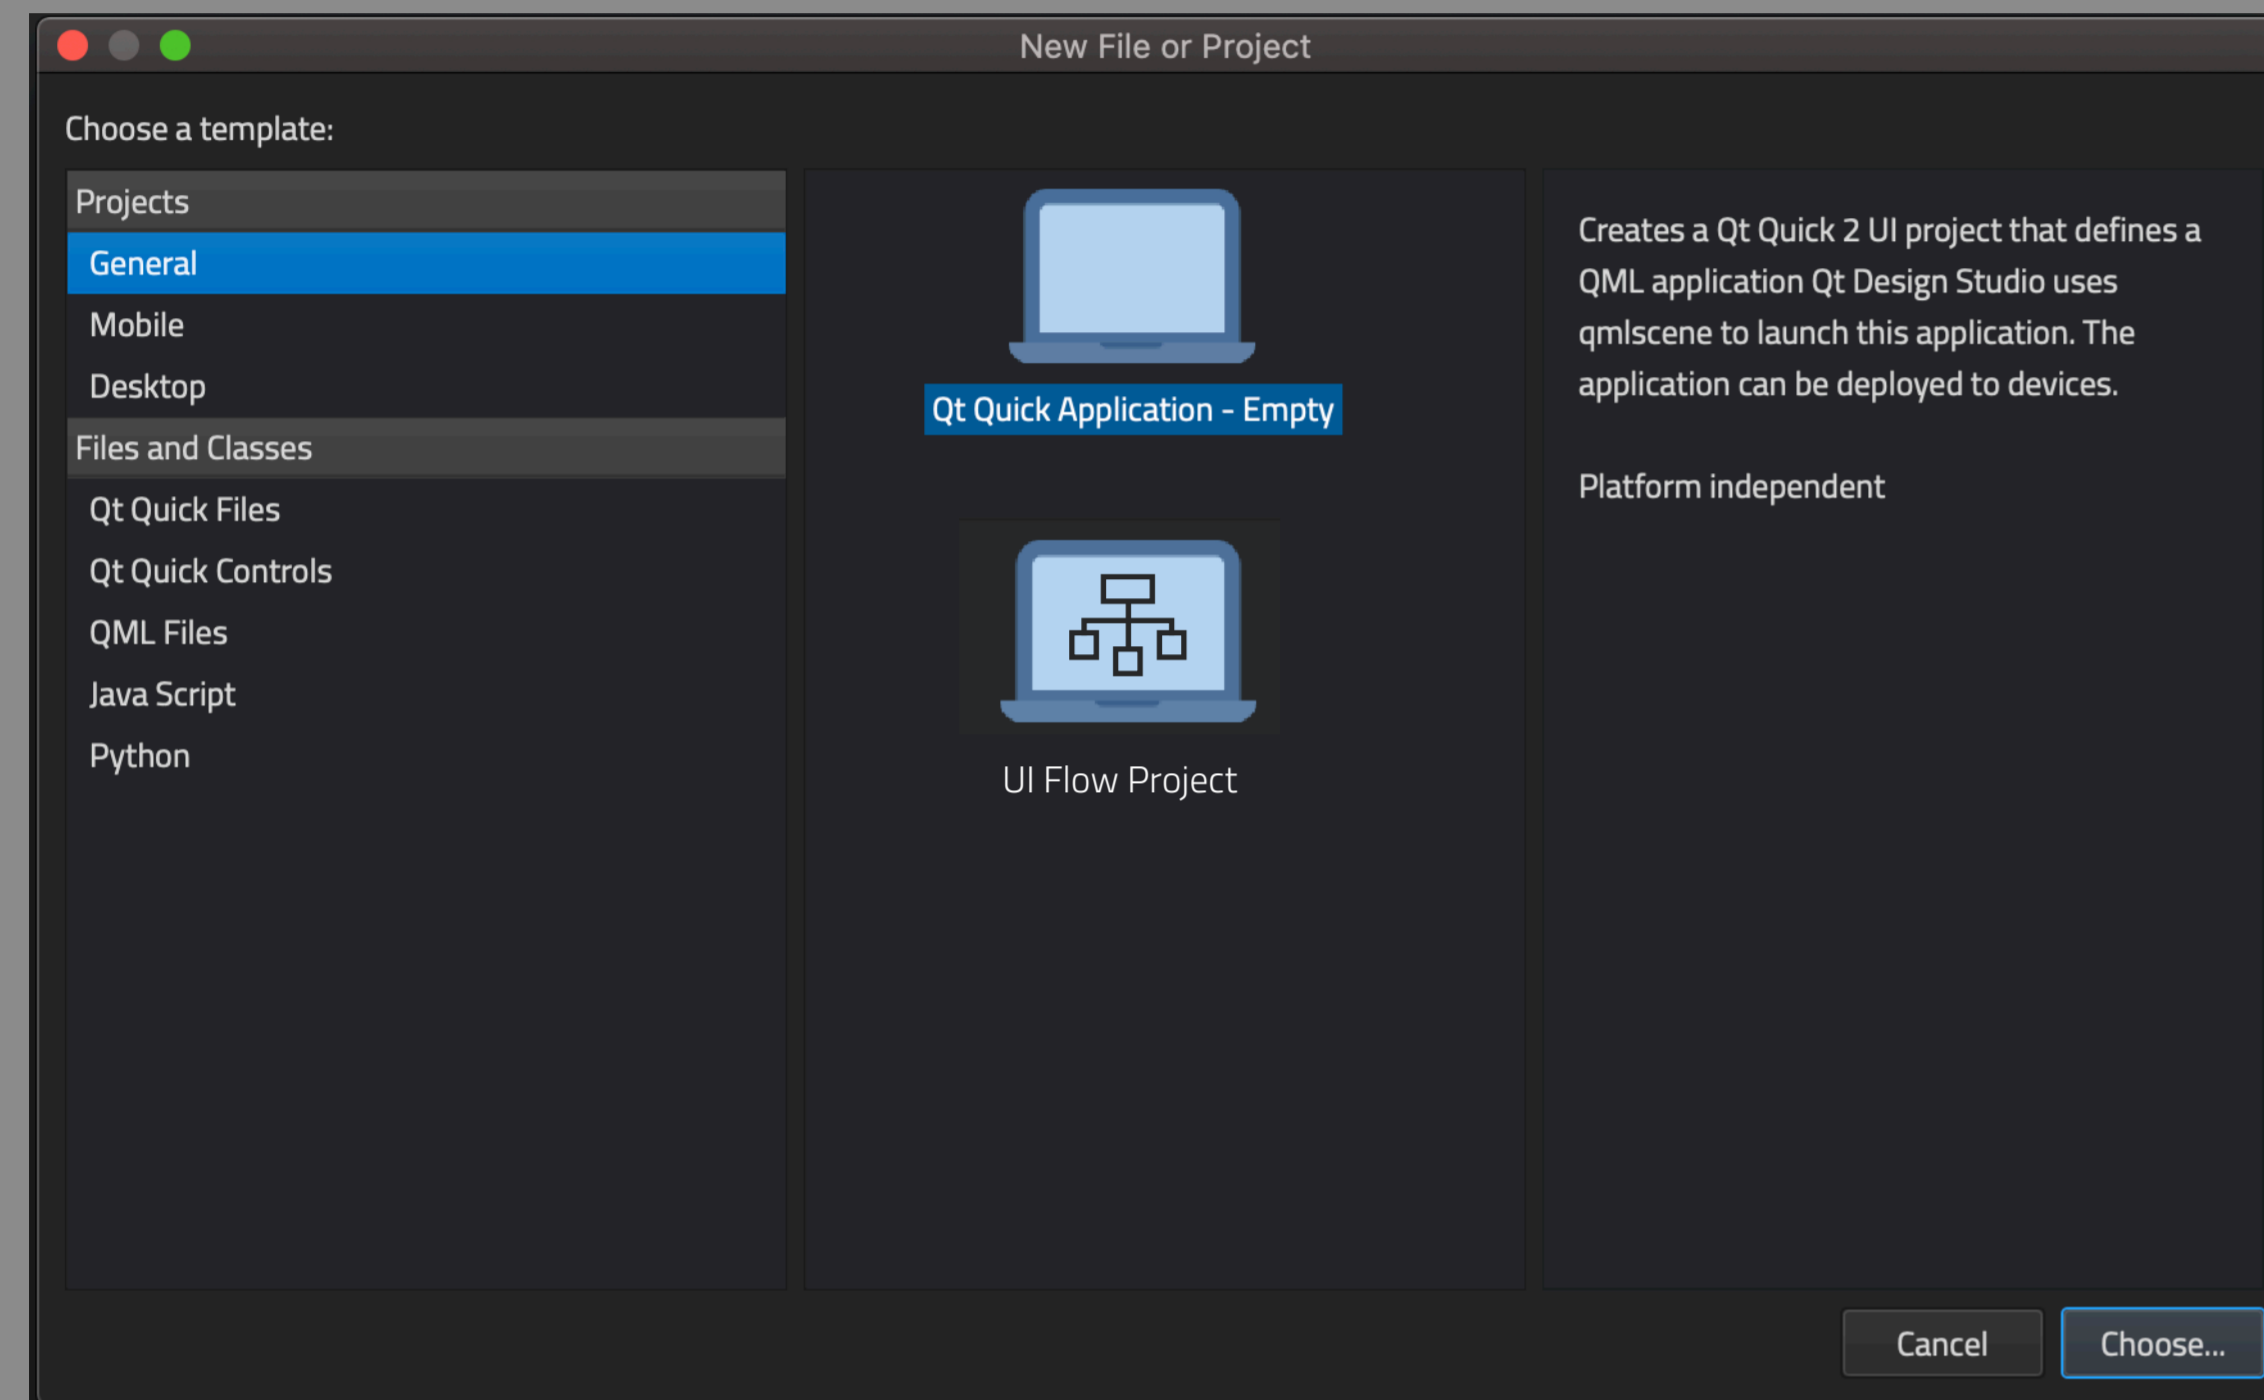 New File or Project
Choose a template:
Projects
General
Mobile
Desktop
Files and Classes
Qt Quick Files
Qt Quick Controls
QML Files
Java Script
Python
Qt Quick Application - Empty
UI Flow Project
Creates a Qt Quick 2 UI project that defines a
QML application Qt Design Studio uses
qmlscene to launch this application. The
application can be deployed to devices.
Platform independent
Cancel
Choose...